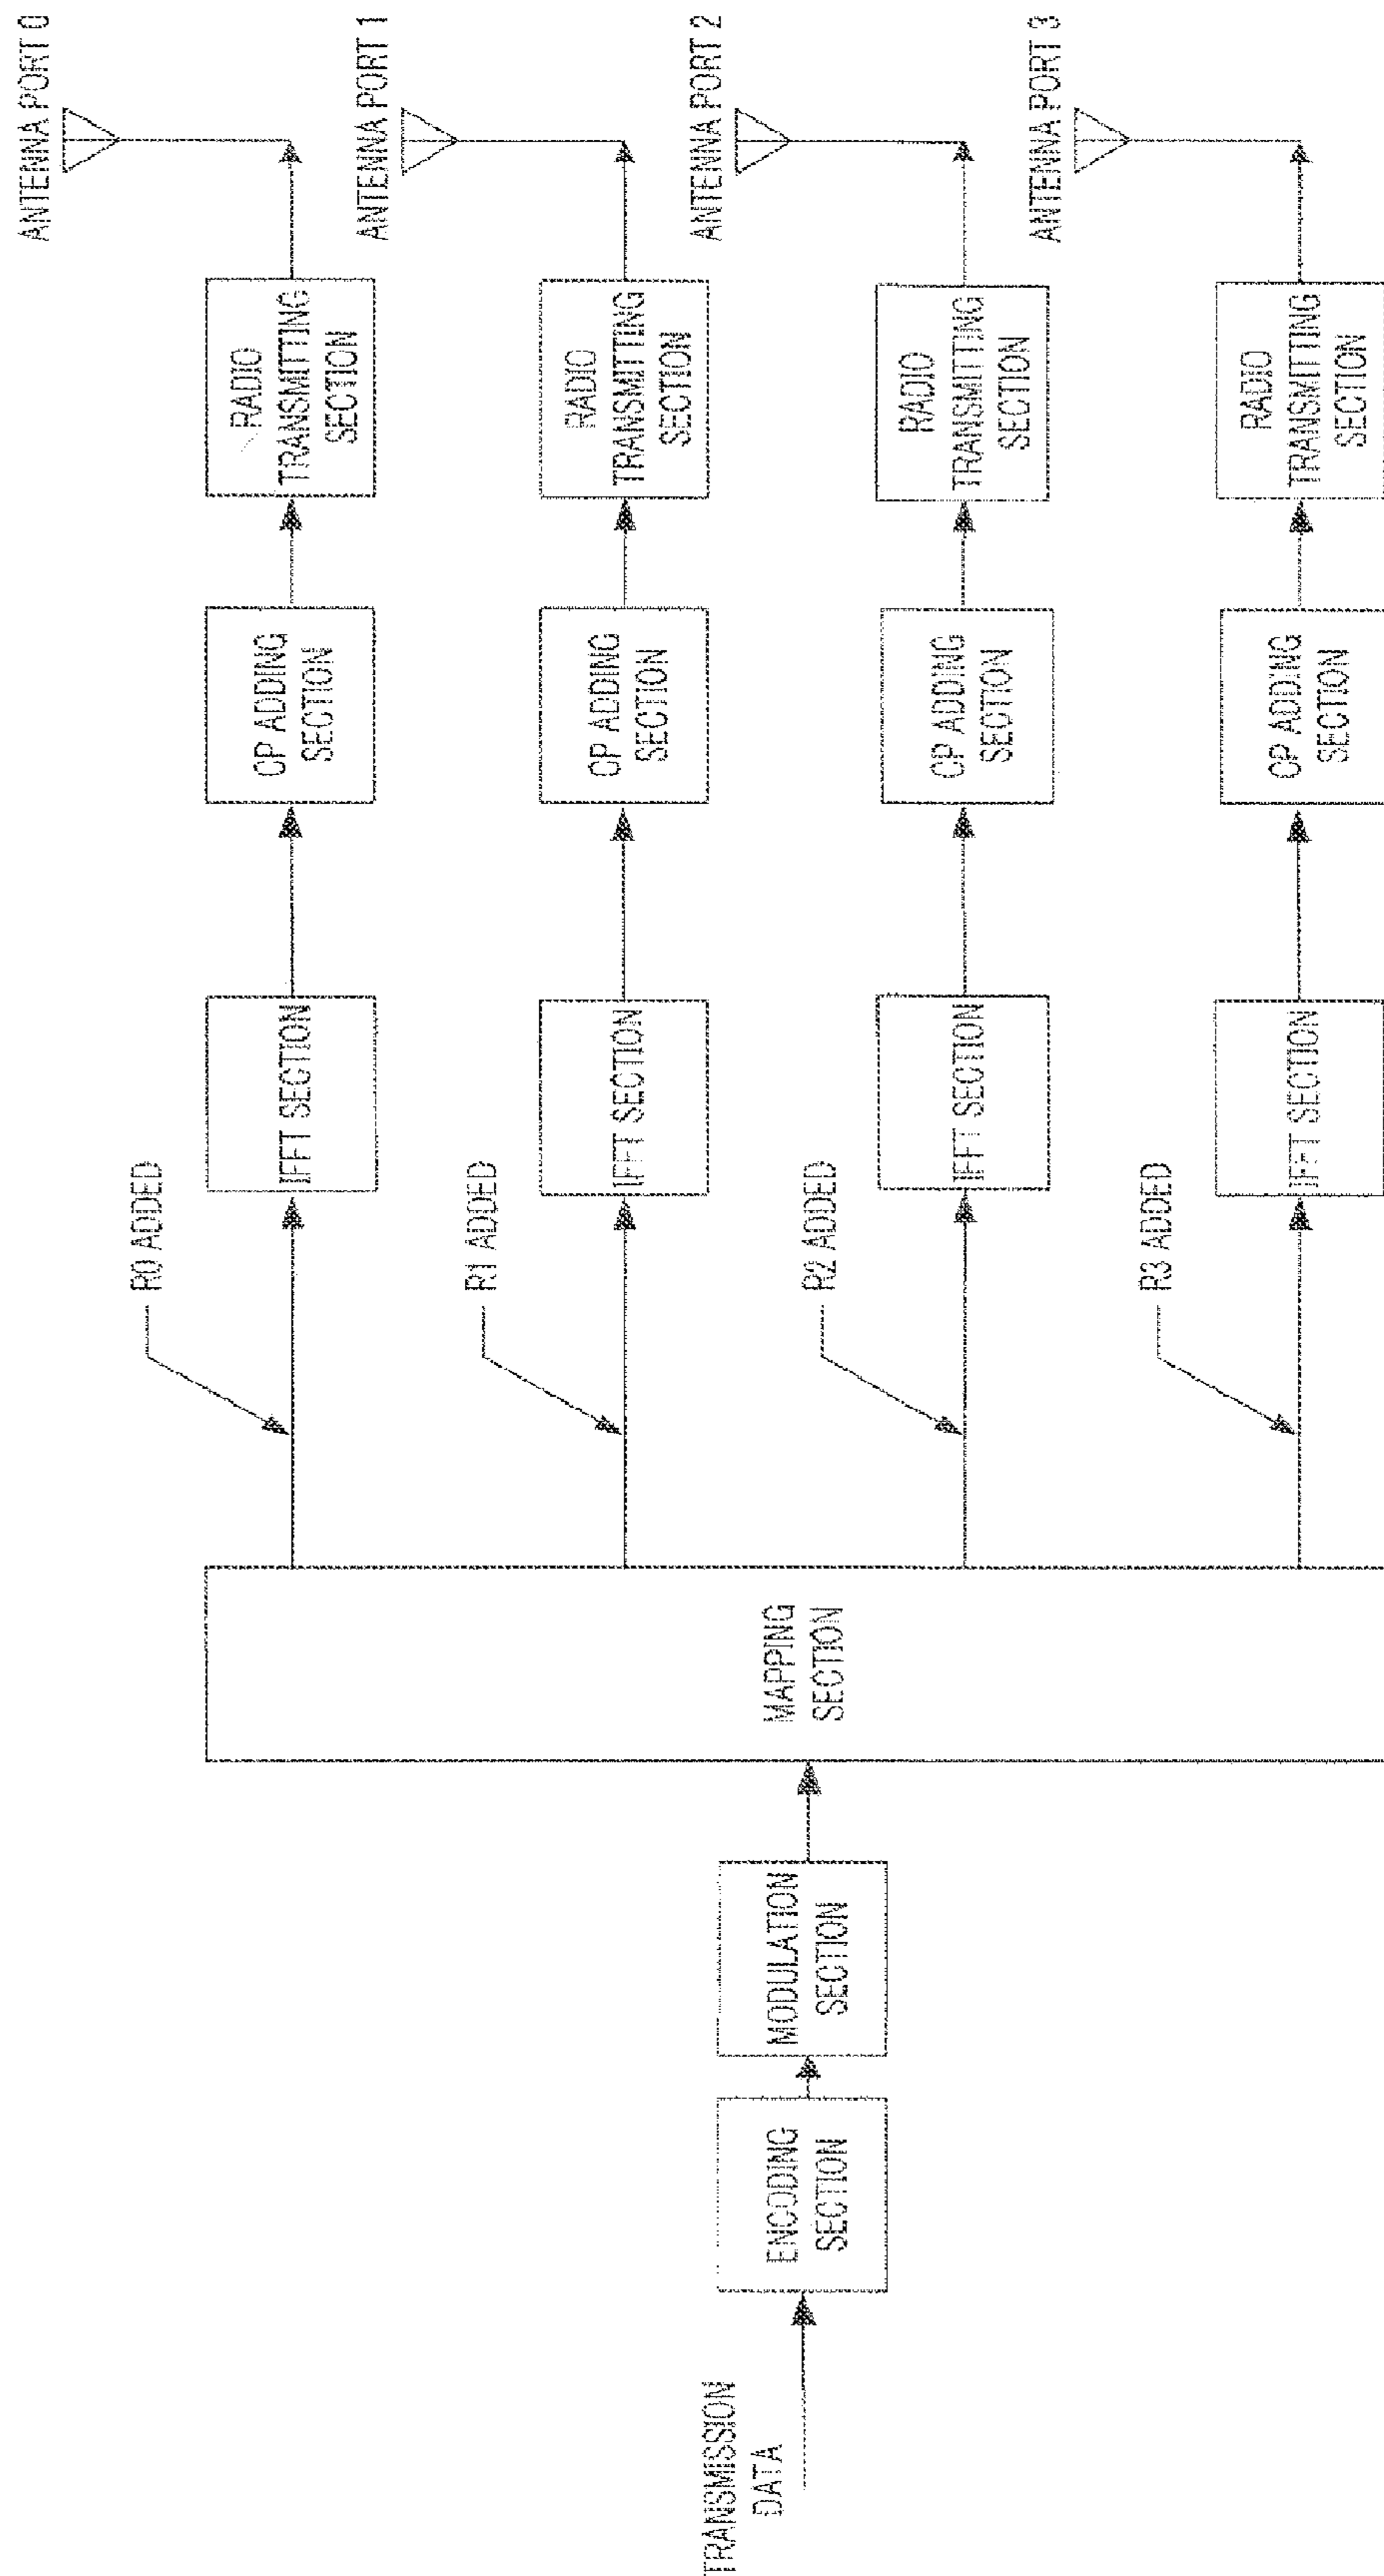 TRANSMISSION
DATA
ENCODING
SECTION
MODULATION
SECTION
MAPPING
SECTION
R0 ADDED
IFFT SECTION
CP ADDING
SECTION
RADIO
TRANSMITTING
SECTION
ANTENNA PORT 0
R1 ADDED
IFFT SECTION
CP ADDING
SECTION
RADIO
TRANSMITTING
SECTION
ANTENNA PORT 1
R2 ADDED
IFFT SECTION
CP ADDING
SECTION
RADIO
TRANSMITTING
SECTION
ANTENNA PORT 2
R3 ADDED
IFFT SECTION
CP ADDING
SECTION
RADIO
TRANSMITTING
SECTION
ANTENNA PORT 3